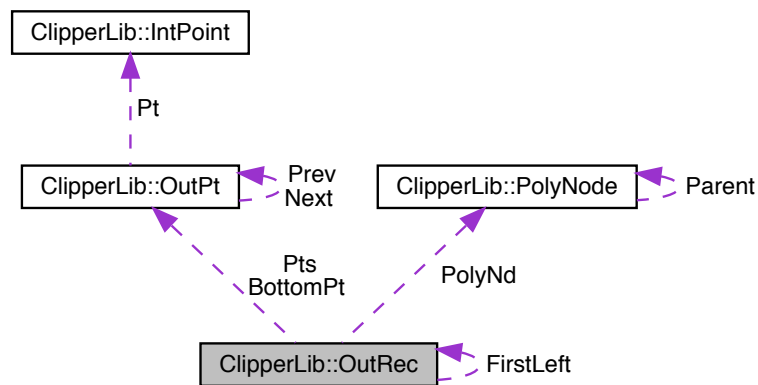 ClipperLib::IntPoint
Pt
ClipperLib::OutPt
Prev
Next
ClipperLib::PolyNode
Parent
Pts
BottomPt
PolyNd
ClipperLib::OutRec
FirstLeft